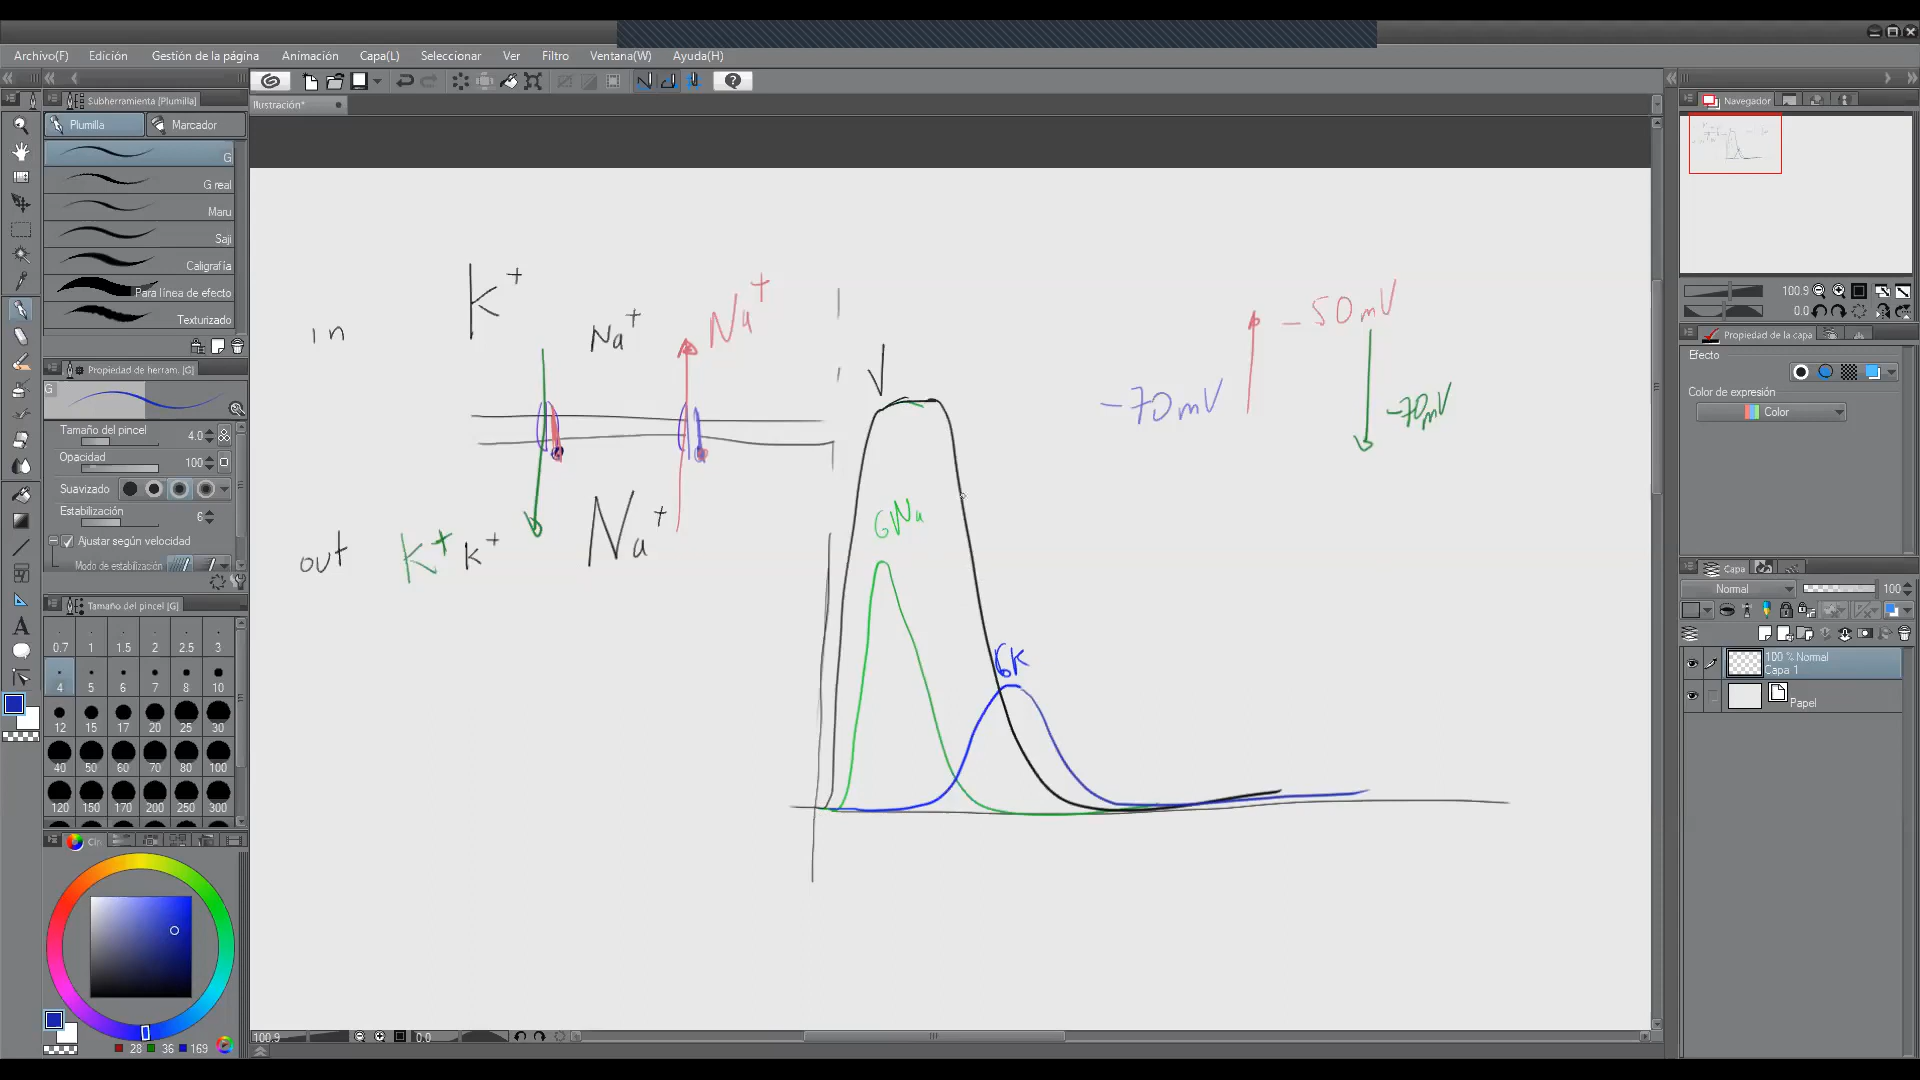 Archivo(F) Edición Gestión de la página Animación Capa(L) Seleccionar Ver Filtro Ventana(W) Ayuda(H)
Subherramienta [Plumilla]
Ilustración*
Navegador
Plumilla Marcador
G
G real
Maru
Saji
Caligrafía
Para línea de efecto
Texturizado
Propiedad de herram. [G]
G
Tamaño del pincel 4.0
Opacidad 100
Suavizado
Estabilización 6
Ajustar según velocidad
Modo de estabilización
Tamaño del pincel [G]
0.7 1 1.5 2 2.5 3
4 5 6 7 8 10
12 15 17 20 25 30
40 50 60 70 80 100
120 150 170 200 250 300
28 36 169
in
K+
Na+
Na+
out
K+ K+
Na+
V
GNa
GK
-70mV
-50mV
-70mV
100.9 0.0
100.9
0.0
Propiedad de la capa
Efecto
Color de expresión
Color
Capa
Normal 100
100 % Normal
Capa 1
Papel